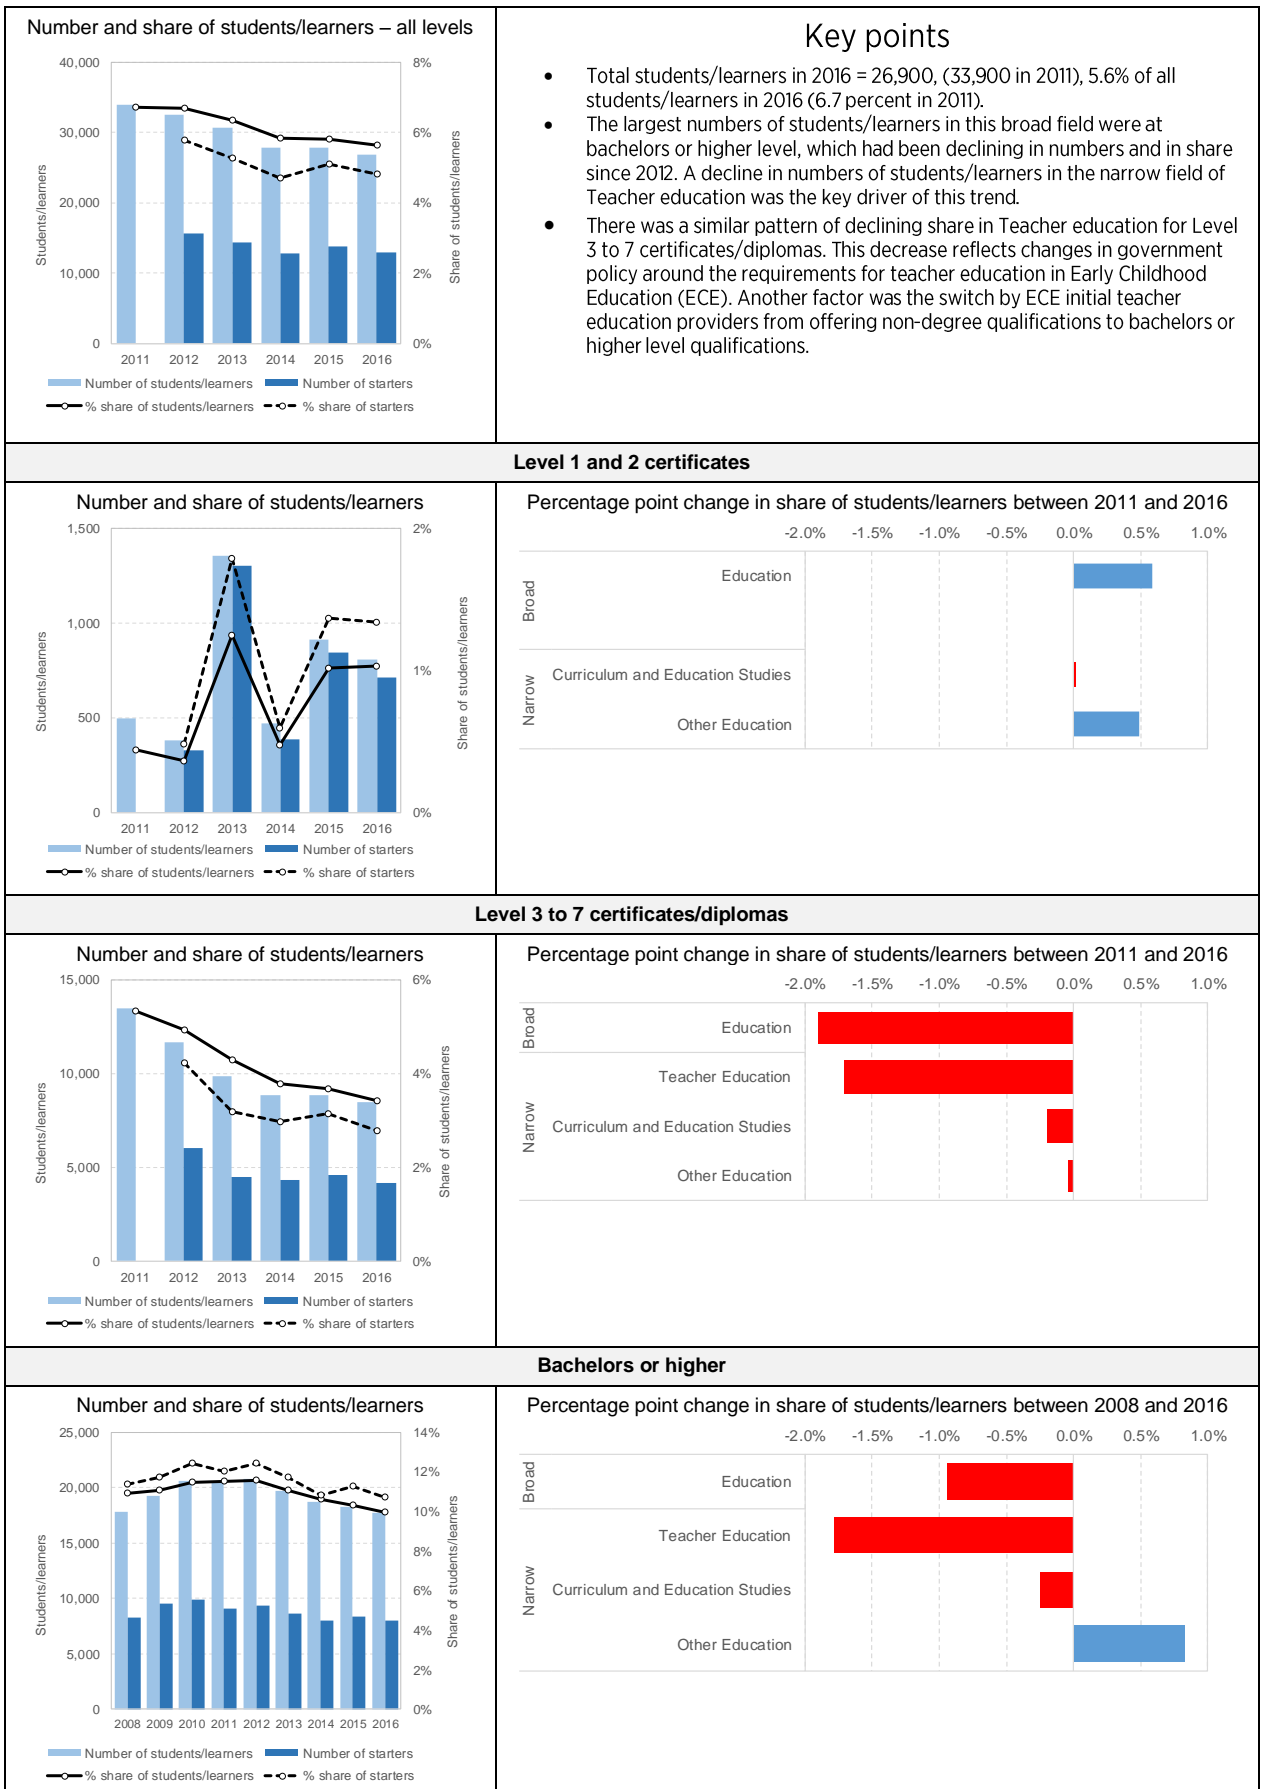 Number and share of students/learners – all levels
40,000
30,000
20,000
10,000
0
8%
6%
4%
2%
0%
Students/learners
Share of students/learners
2011 2012 2013 2014 2015 2016
Number of students/learners Number of starters
% share of students/learners % share of starters
Key points
• Total students/learners in 2016 = 26,900, (33,900 in 2011), 5.6% of all
students/learners in 2016 (6.7 percent in 2011).
• The largest numbers of students/learners in this broad field were at
bachelors or higher level, which had been declining in numbers and in share
since 2012. A decline in numbers of students/learners in the narrow field of
Teacher education was the key driver of this trend.
• There was a similar pattern of declining share in Teacher education for Level
3 to 7 certificates/diplomas. This decrease reflects changes in government
policy around the requirements for teacher education in Early Childhood
Education (ECE). Another factor was the switch by ECE initial teacher
education providers from offering non-degree qualifications to bachelors or
higher level qualifications.
Level 1 and 2 certificates
Number and share of students/learners
1,500
1,000
500
0
2%
1%
0%
Students/learners
Share of students/learners
2011 2012 2013 2014 2015 2016
Number of students/learners Number of starters
% share of students/learners % share of starters
Percentage point change in share of students/learners between 2011 and 2016
-2.0% -1.5% -1.0% -0.5% 0.0% 0.5% 1.0%
Broad
Education
Narrow
Curriculum and Education Studies
Other Education
Level 3 to 7 certificates/diplomas
Number and share of students/learners
15,000
10,000
5,000
0
6%
4%
2%
0%
Students/learners
Share of students/learners
2011 2012 2013 2014 2015 2016
Number of students/learners Number of starters
% share of students/learners % share of starters
Percentage point change in share of students/learners between 2011 and 2016
-2.0% -1.5% -1.0% -0.5% 0.0% 0.5% 1.0%
Broad
Education
Narrow
Teacher Education
Curriculum and Education Studies
Other Education
Bachelors or higher
Number and share of students/learners
25,000
20,000
15,000
10,000
5,000
0
14%
12%
10%
8%
6%
4%
2%
0%
Students/learners
Share of students/learners
2008 2009 2010 2011 2012 2013 2014 2015 2016
Number of students/learners Number of starters
% share of students/learners % share of starters
Percentage point change in share of students/learners between 2008 and 2016
-2.0% -1.5% -1.0% -0.5% 0.0% 0.5% 1.0%
Broad
Education
Narrow
Teacher Education
Curriculum and Education Studies
Other Education